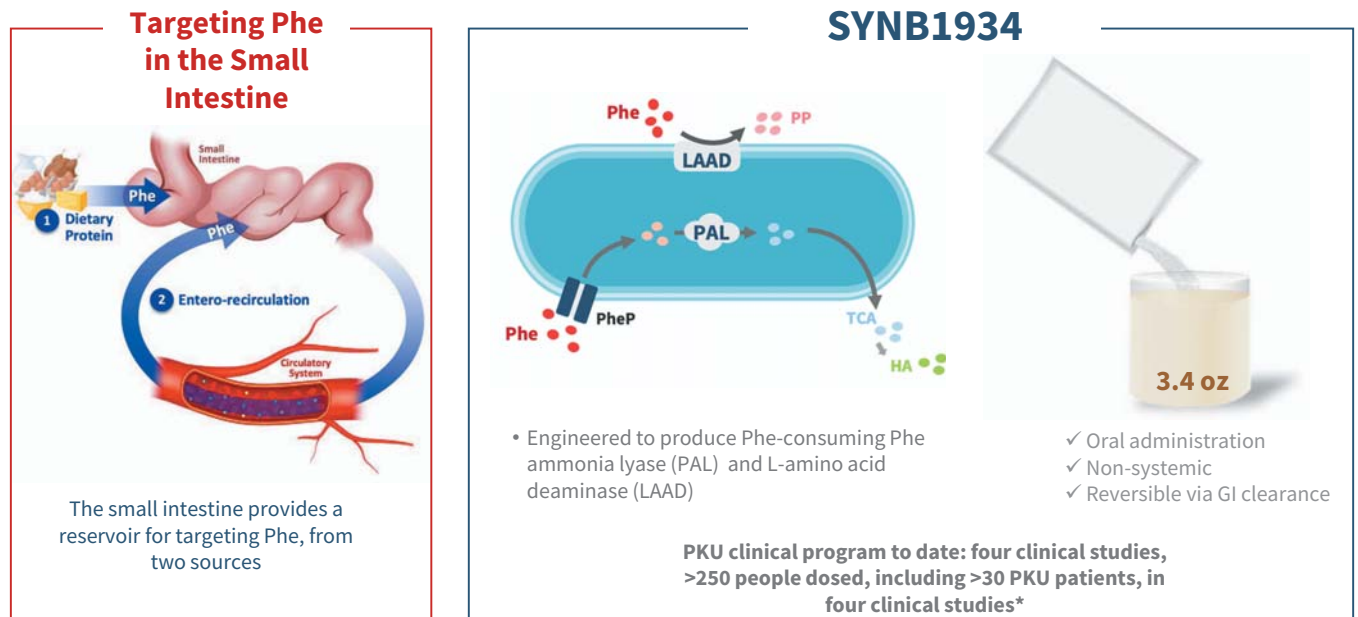 Targeting Phe
in the Small
Intestine
Small
Intestine
Phe
1 Dietary
Protein
Phe
2 Entero-recirculation
Circulatory
System
The small intestine provides a
reservoir for targeting Phe, from
two sources
SYNB1934
Phe
PP
LAAD
PAL
PheP
Phe
TCA
HA
3.4 oz
• Engineered to produce Phe-consuming Phe
ammonia lyase (PAL) and L-amino acid
deaminase (LAAD)
✓ Oral administration
✓ Non-systemic
✓ Reversible via GI clearance
PKU clinical program to date: four clinical studies,
>250 people dosed, including >30 PKU patients, in
four clinical studies*